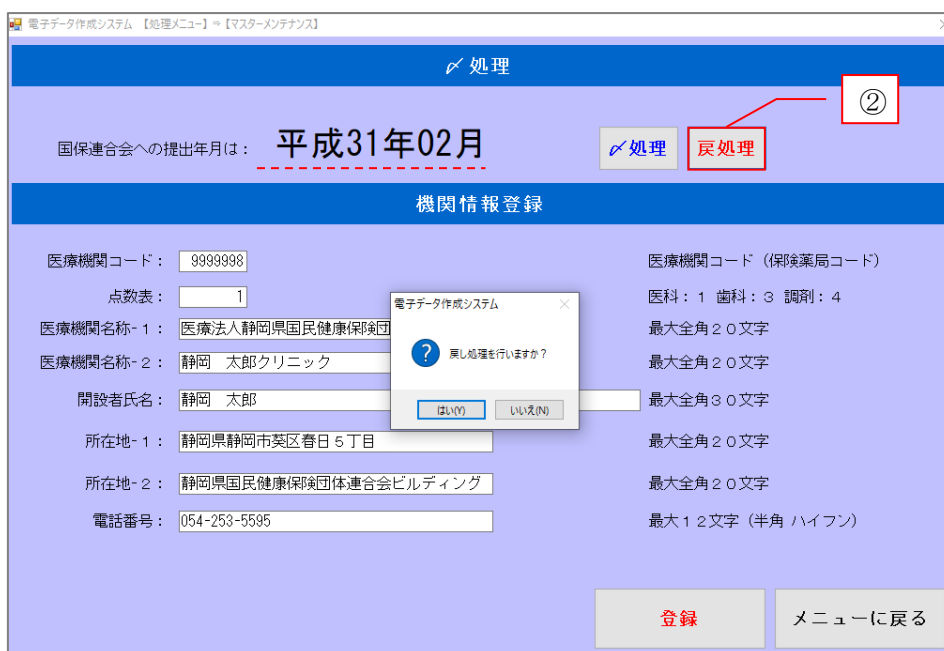 電子データ作成システム 【処理メニュー】⇒【マスターメンテナンス】
〆処理
②
国保連合会への提出年月は： 平成31年02月 〆処理 戻処理
機関情報登録
医療機関コード： 9999998 医療機関コード（保険薬局コード）
点数表： 1 医科：１ 歯科：３ 調剤：４
医療機関名称-１： 医療法人静岡県国民健康保険団 最大全角２０文字
医療機関名称-２： 静岡　太郎クリニック 最大全角２０文字
開設者氏名： 静岡　太郎 最大全角３０文字
所在地-１： 静岡県静岡市葵区春日５丁目 最大全角２０文字
所在地-２： 静岡県国民健康保険団体連合会ビルディング 最大全角２０文字
電話番号： 054-253-5595 最大１２文字（半角 ハイフン）
電子データ作成システム
戻し処理を行いますか？
はい(Y) いいえ(N)
登録 メニューに戻る